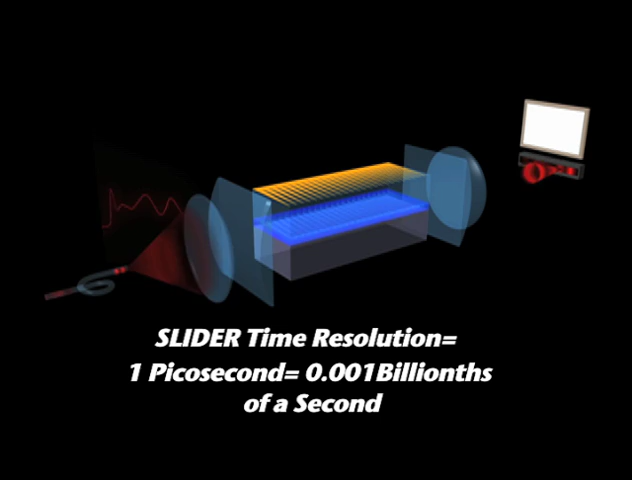 SLIDER Time Resolution=
1 Picosecond= 0.001Billionths
of a Second